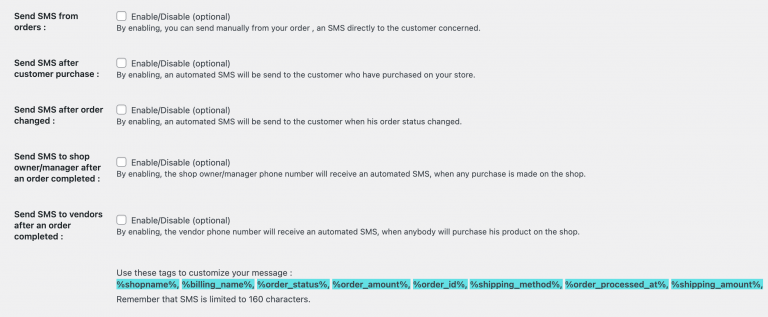 Send SMS from
orders :
Enable/Disable (optional)
By enabling, you can send manually from your order , an SMS directly to the customer concerned.
Send SMS after
customer purchase :
Enable/Disable (optional)
By enabling, an automated SMS will be send to the customer who have purchased on your store.
Send SMS after order
changed :
Enable/Disable (optional)
By enabling, an automated SMS will be send to the customer when his order status changed.
Send SMS to shop
owner/manager after
an order completed :
Enable/Disable (optional)
By enabling, the shop owner/manager phone number will receive an automated SMS, when any purchase is made on the shop.
Send SMS to vendors
after an order
completed :
Enable/Disable (optional)
By enabling, the vendor phone number will receive an automated SMS, when anybody will purchase his product on the shop.
Use these tags to customize your message :
%shopname%, %billing_name%, %order_status%, %order_amount%, %order_id%, %shipping_method%, %order_processed_at%, %shipping_amount%,
Remember that SMS is limited to 160 characters.